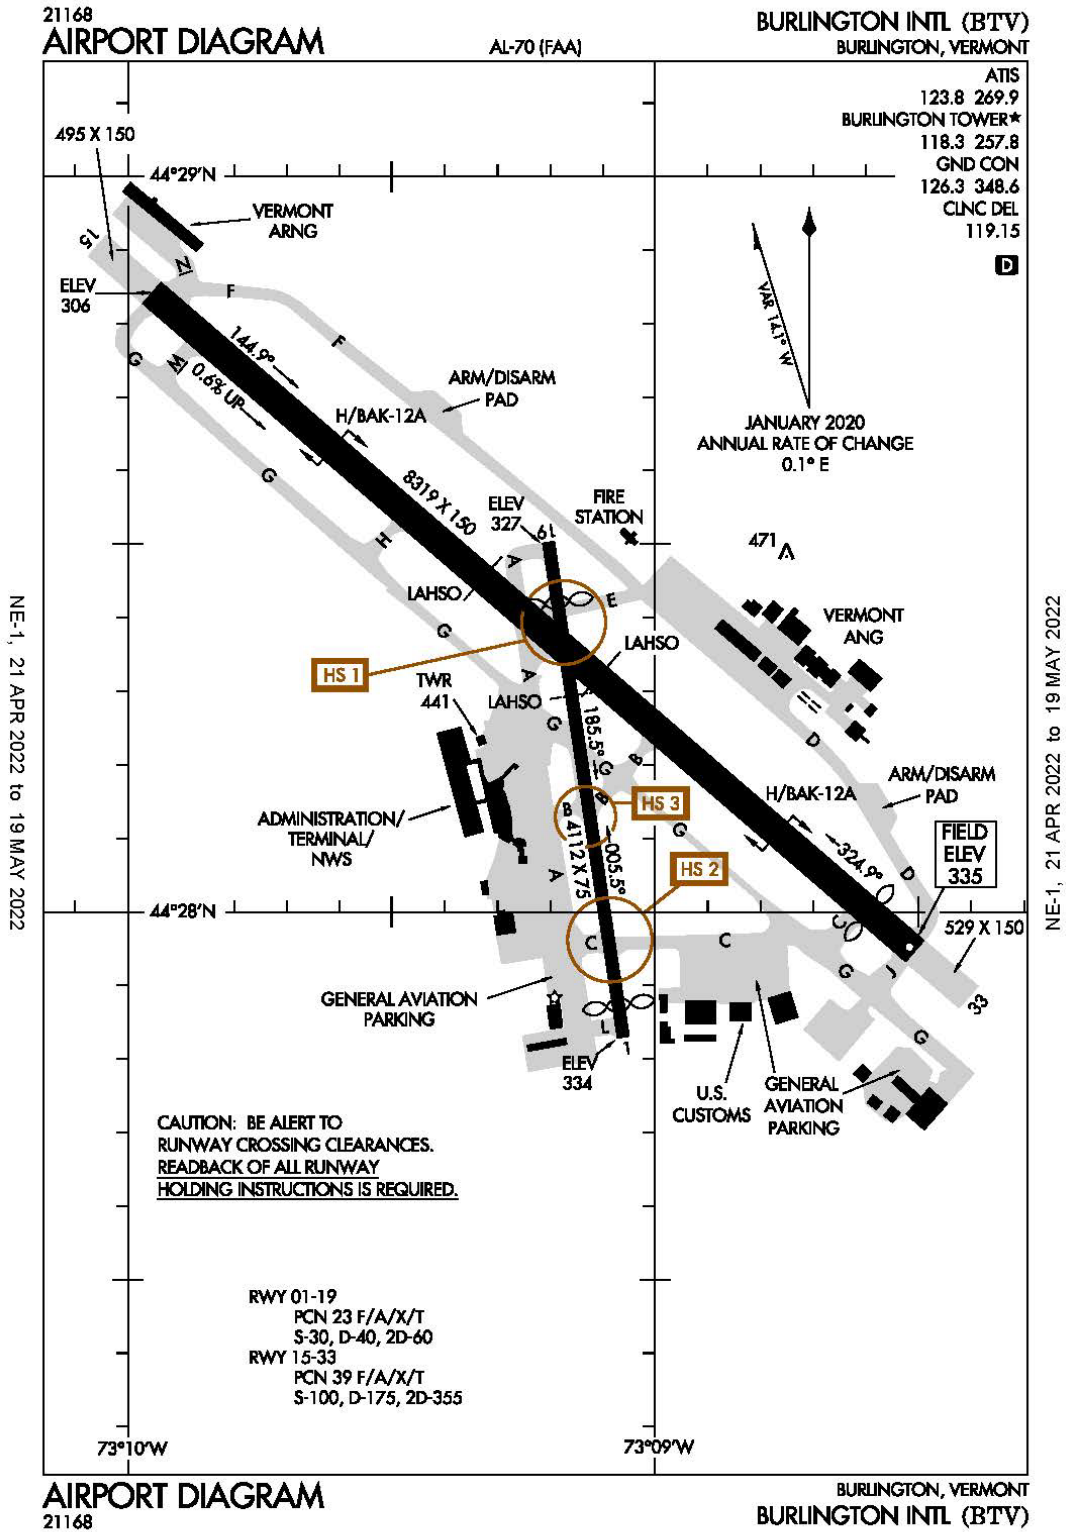 21168
AIRPORT DIAGRAM
AL-70 (FAA)
BURLINGTON INTL (BTV)
BURLINGTON, VERMONT
ATIS
123.8 269.9
BURLINGTON TOWER★
118.3 257.8
GND CON
126.3 348.6
CLNC DEL
119.15
D
495 X 150
44°29'N
VERMONT
ARNG
15
N
ELEV
306
F
F
G
M
144.9°
0.6% UP
VAR 14.1° W
JANUARY 2020
ANNUAL RATE OF CHANGE
0.1° E
ARM/DISARM
PAD
H/BAK-12A
G
8319 X 150
ELEV
327
FIRE
STATION
19
471
H
A
LAHSO
E
G
VERMONT
ANG
LAHSO
HS 1
A
TWR
441
LAHSO
G
185.5°
G
B
D
ARM/DISARM
PAD
H/BAK-12A
HS 3
B
B
ADMINISTRATION/
TERMINAL/
NWS
4112 X 75
G
FIELD
ELEV
335
324.9°
A
005.5°
HS 2
D
44°28'N
C
C
C
529 X 150
G
J
33
GENERAL AVIATION
PARKING
L
1
G
ELEV
334
U.S.
CUSTOMS
GENERAL
AVIATION
PARKING
CAUTION: BE ALERT TO
RUNWAY CROSSING CLEARANCES.
READBACK OF ALL RUNWAY
HOLDING INSTRUCTIONS IS REQUIRED.
RWY 01-19
PCN 23 F/A/X/T
S-30, D-40, 2D-60
RWY 15-33
PCN 39 F/A/X/T
S-100, D-175, 2D-355
73°10'W
73°09'W
NE-1, 21 APR 2022 to 19 MAY 2022
NE-1, 21 APR 2022 to 19 MAY 2022
AIRPORT DIAGRAM
21168
BURLINGTON, VERMONT
BURLINGTON INTL (BTV)